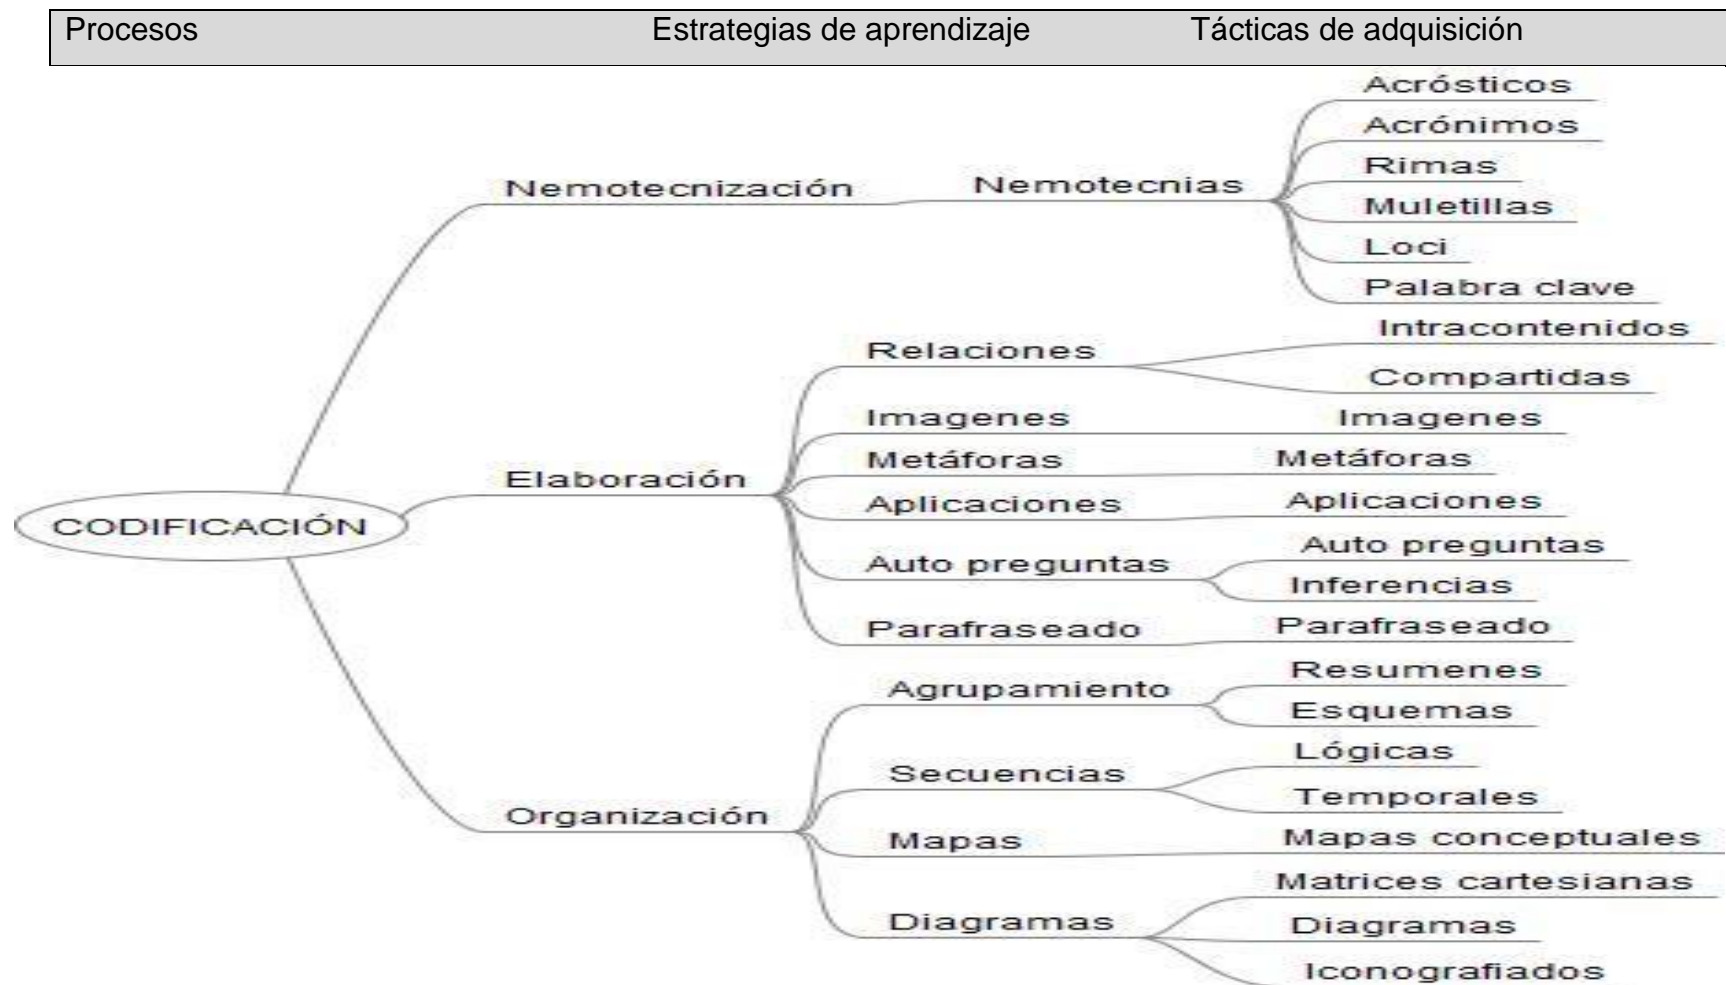 Procesos Estrategias de aprendizaje Tácticas de adquisición
CODIFICACIÓN
Nemotecnización
Nemotecnias
Acrósticos
Acrónimos
Rimas
Muletillas
Loci
Palabra clave
Elaboración
Relaciones
Intracontenidos
Compartidas
Imagenes
Imagenes
Metáforas
Metáforas
Aplicaciones
Aplicaciones
Auto preguntas
Auto preguntas
Inferencias
Parafraseado
Parafraseado
Organización
Agrupamiento
Resumenes
Esquemas
Secuencias
Lógicas
Temporales
Mapas
Mapas conceptuales
Diagramas
Matrices cartesianas
Diagramas
Iconografiados